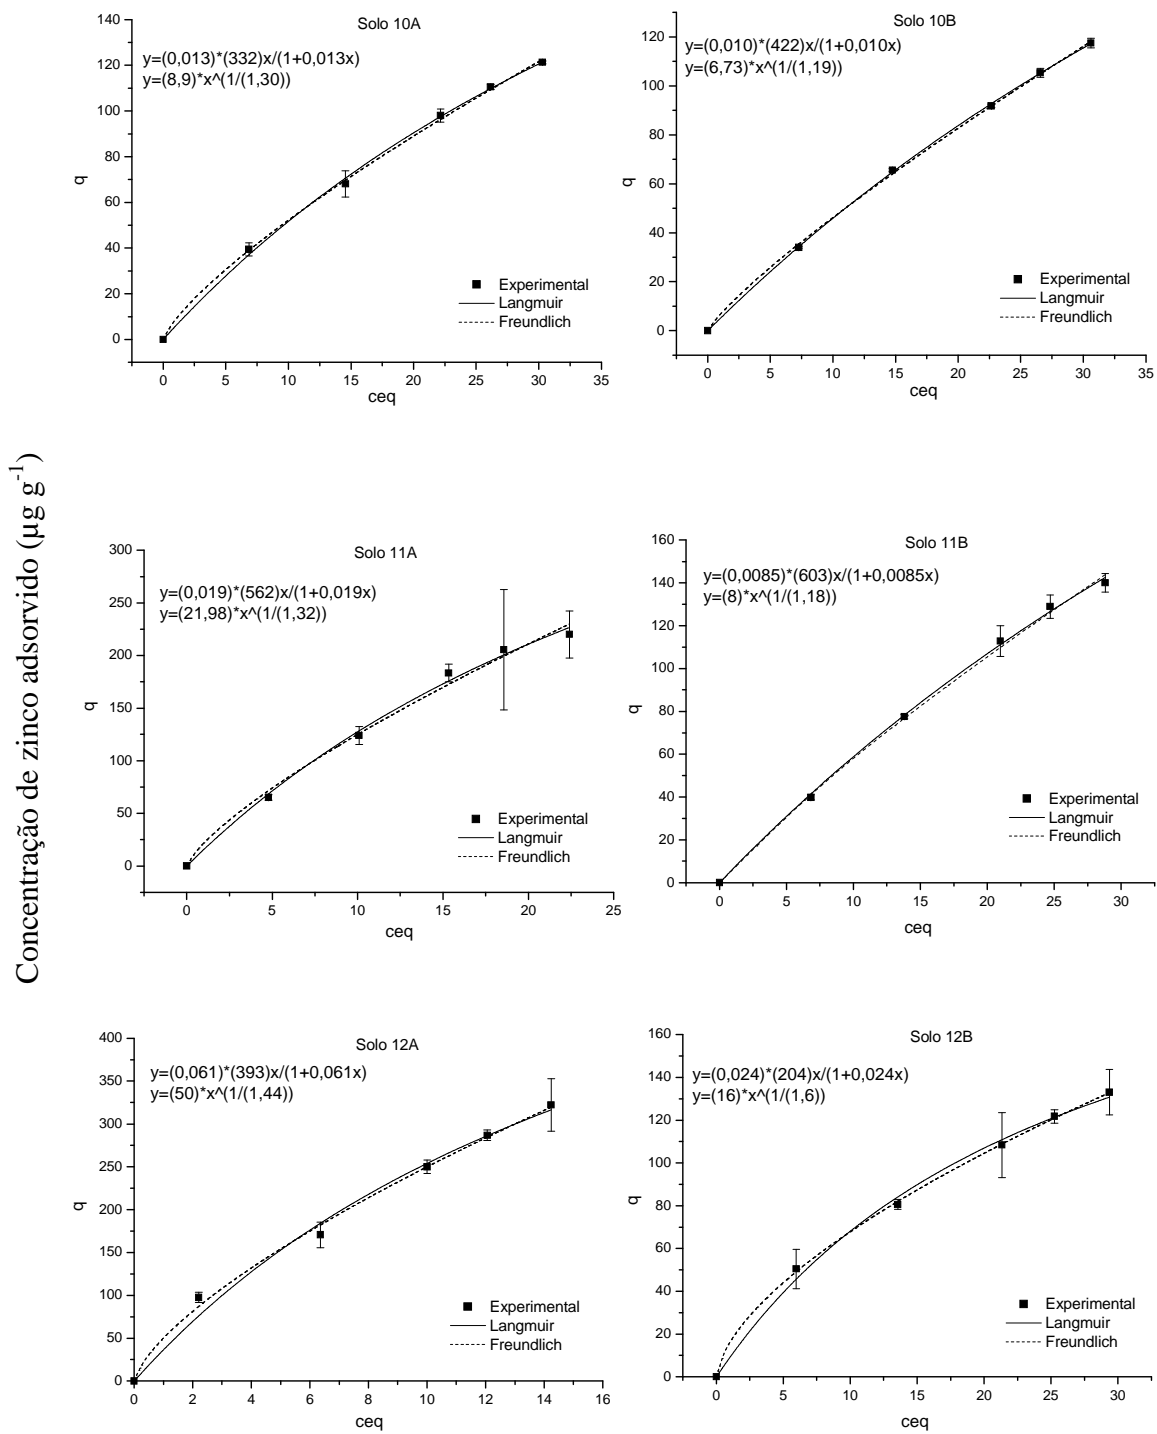 Concentração de zinco adsorvido (µg g-1)
Solo 10A
y=(0,013)*(332)x/(1+0,013x)
y=(8,9)*x^(1/(1,30))
140
120
100
80
60
40
20
0
q
Experimental
Langmuir
Freundlich
0 5 10 15 20 25 30 35
ceq
Solo 10B
y=(0,010)*(422)x/(1+0,010x)
y=(6,73)*x^(1/(1,19))
120
100
80
60
40
20
0
q
Experimental
Langmuir
Freundlich
0 5 10 15 20 25 30 35
ceq
Solo 11A
y=(0,019)*(562)x/(1+0,019x)
y=(21,98)*x^(1/(1,32))
300
250
200
150
100
50
0
q
Experimental
Langmuir
Freundlich
0 5 10 15 20 25
ceq
Solo 11B
y=(0,0085)*(603)x/(1+0,0085x)
y=(8)*x^(1/(1,18))
160
140
120
100
80
60
40
20
0
q
Experimental
Langmuir
Freundlich
0 5 10 15 20 25 30
ceq
Solo 12A
y=(0,061)*(393)x/(1+0,061x)
y=(50)*x^(1/(1,44))
400
350
300
250
200
150
100
50
0
q
Experimental
Langmuir
Freundlich
0 2 4 6 8 10 12 14 16
ceq
Solo 12B
y=(0,024)*(204)x/(1+0,024x)
y=(16)*x^(1/(1,6))
160
140
120
100
80
60
40
20
0
q
Experimental
Langmuir
Freundlich
0 5 10 15 20 25 30
ceq